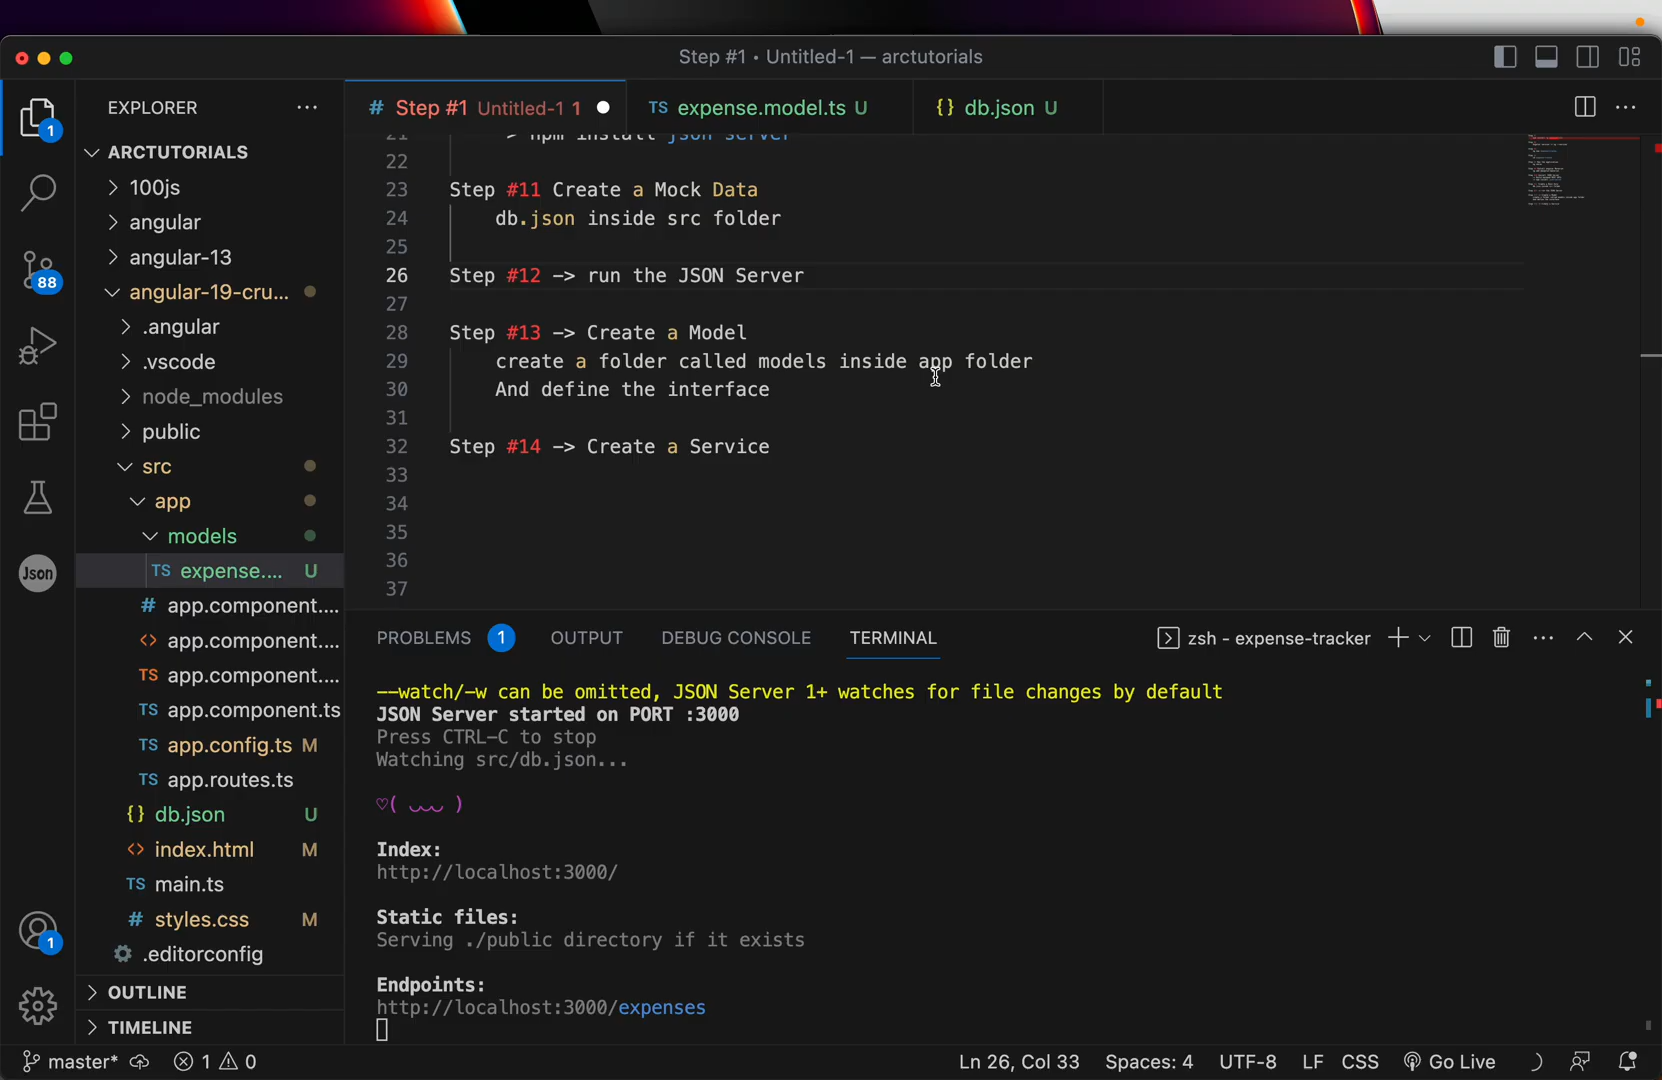 Step #1 • Untitled-1 — arctutorials
EXPLORER
# Step #1 Untitled-1 1
TS expense.model.ts U
{} db.json U
1
88
Json
1
ARCTUTORIALS
100js
angular
angular-13
angular-19-cru...
.angular
.vscode
node_modules
public
src
app
models
TS expense.... U
# app.component....
<> app.component....
TS app.component....
TS app.component.ts
TS app.config.ts M
TS app.routes.ts
{} db.json U
<> index.html M
TS main.ts
# styles.css M
.editorconfig
OUTLINE
TIMELINE
21 > npm install json server
22
23 Step #11 Create a Mock Data
24 db.json inside src folder
25
26 Step #12 -> run the JSON Server
27
28 Step #13 -> Create a Model
29 create a folder called models inside app folder
30 And define the interface
31
32 Step #14 -> Create a Service
33
34
35
36
37
PROBLEMS 1 OUTPUT DEBUG CONSOLE TERMINAL
zsh - expense-tracker
--watch/-w can be omitted, JSON Server 1+ watches for file changes by default
JSON Server started on PORT :3000
Press CTRL-C to stop
Watching src/db.json...
♡( ◡◡◡ )
Index:
http://localhost:3000/
Static files:
Serving ./public directory if it exists
Endpoints:
http://localhost:3000/expenses
master* 1 0
Ln 26, Col 33 Spaces: 4 UTF-8 LF CSS Go Live